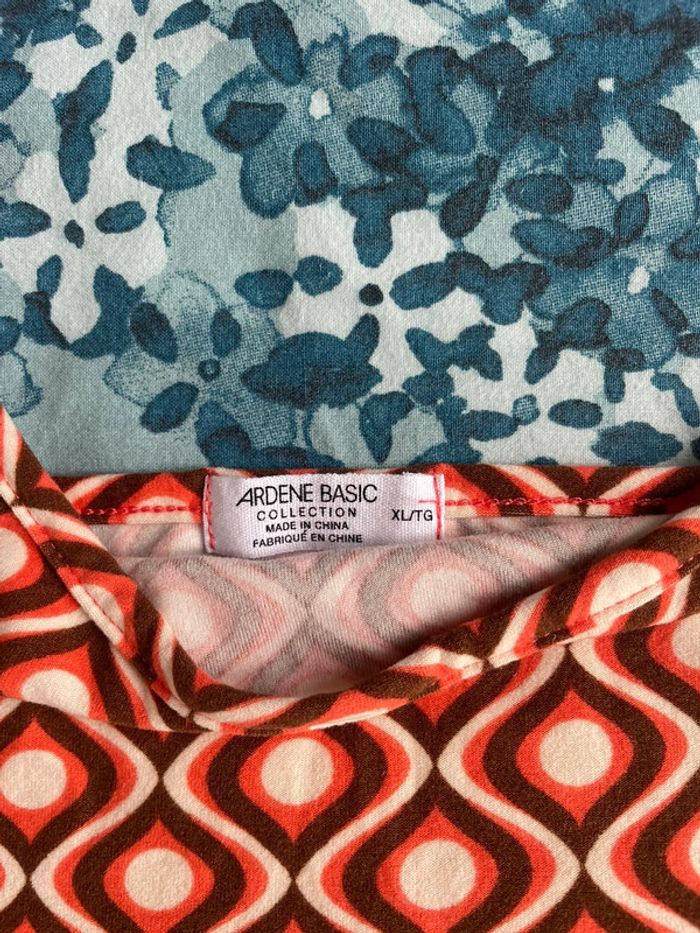 ARDENE BASIC
COLLECTION
XL/TG
MADE IN CHINA
FABRIQUÉ EN CHINE